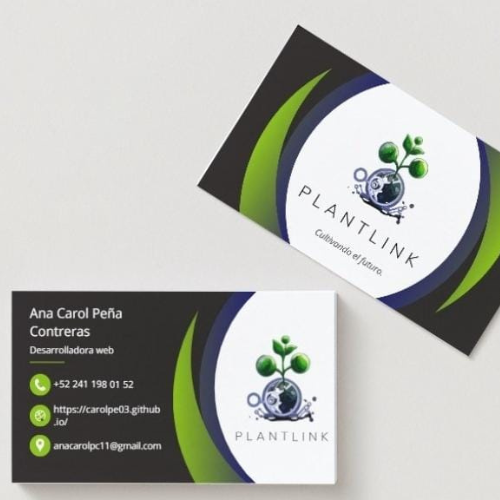 PLANTLINK
Cultivando el futuro.
Ana Carol Peña
Contreras
Desarrolladora web
+52 241 198 01 52
https://carolpe03.github
.io/
anacarolpc11@gmail.com
PLANTLINK